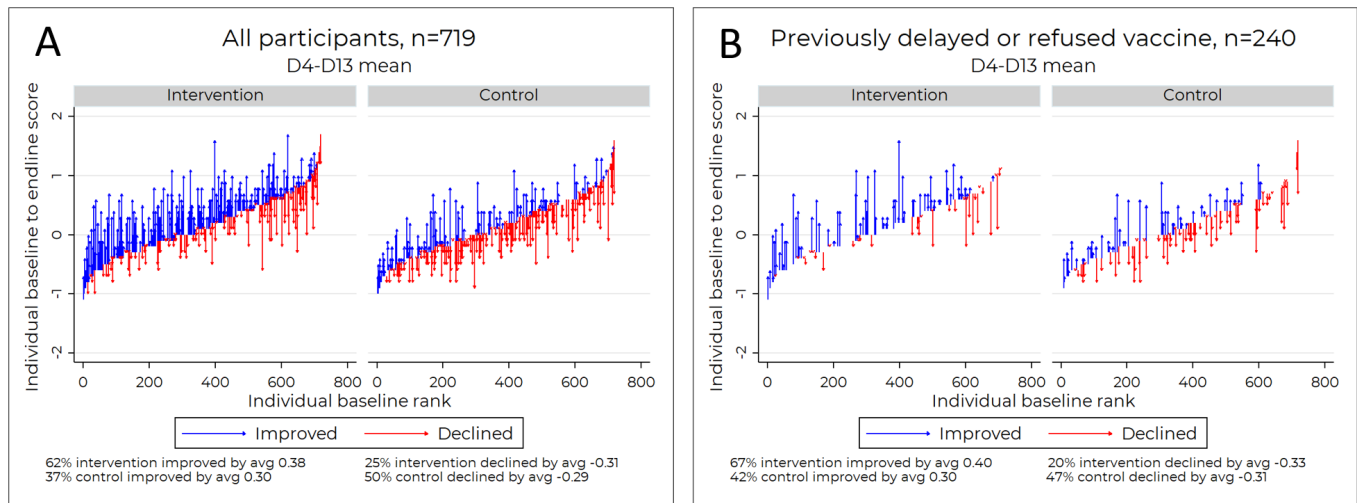 A
All participants, n=719
D4-D13 mean
Intervention
Control
Individual baseline to endline score
2
1
0
-1
-2
0 200 400 600 800 0 200 400 600 800
Individual baseline rank
Improved Declined
62% intervention improved by avg 0.38 25% intervention declined by avg -0.31
37% control improved by avg 0.30 50% control declined by avg -0.29
B
Previously delayed or refused vaccine, n=240
D4-D13 mean
Intervention
Control
Individual baseline to endline score
2
1
0
-1
-2
0 200 400 600 800 0 200 400 600 800
Individual baseline rank
Improved Declined
67% intervention improved by avg 0.40 20% intervention declined by avg -0.33
42% control improved by avg 0.30 47% control declined by avg -0.31